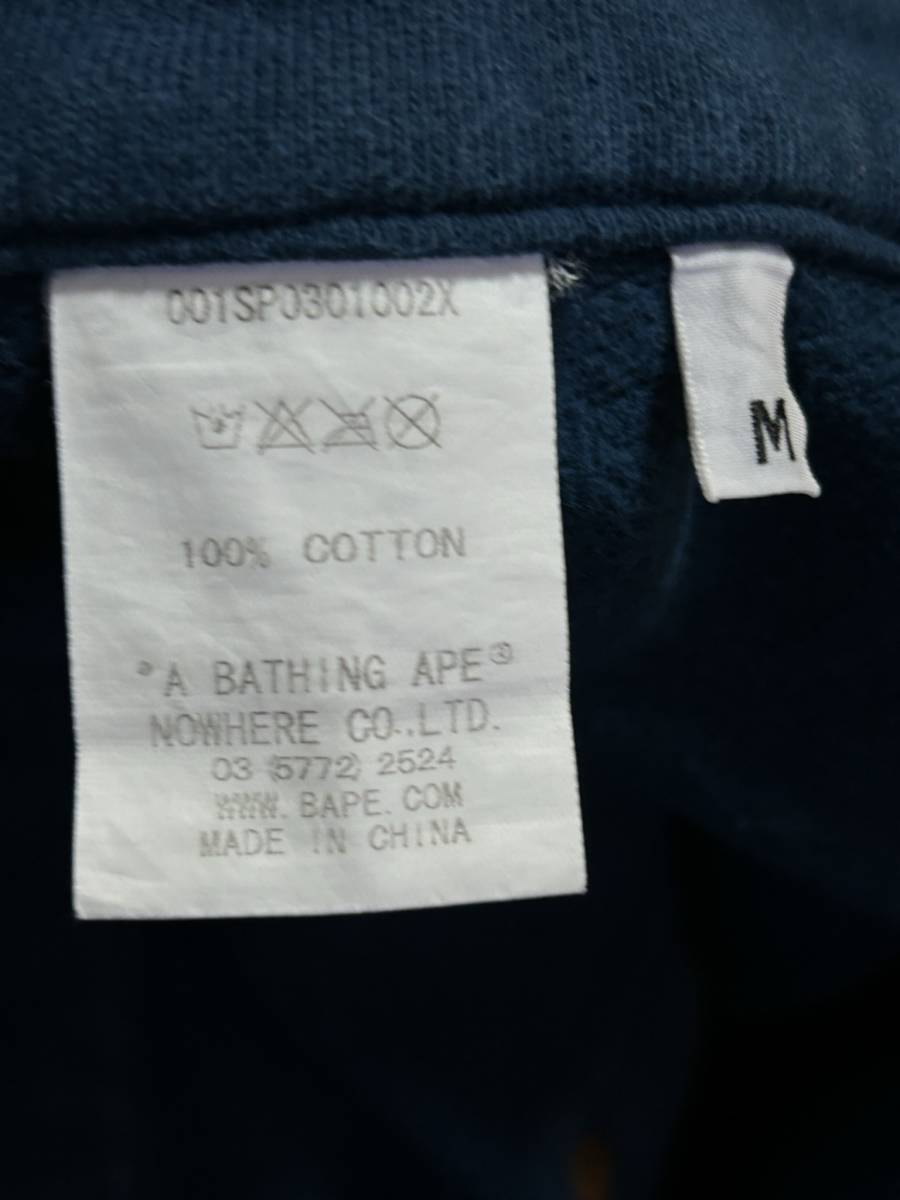 001SP0301002X
100% COTTON
"A BATHING APE®
NOWHERE CO.,LTD.
03 (5772) 2524
WWW.BAPE.COM
MADE IN CHINA
M